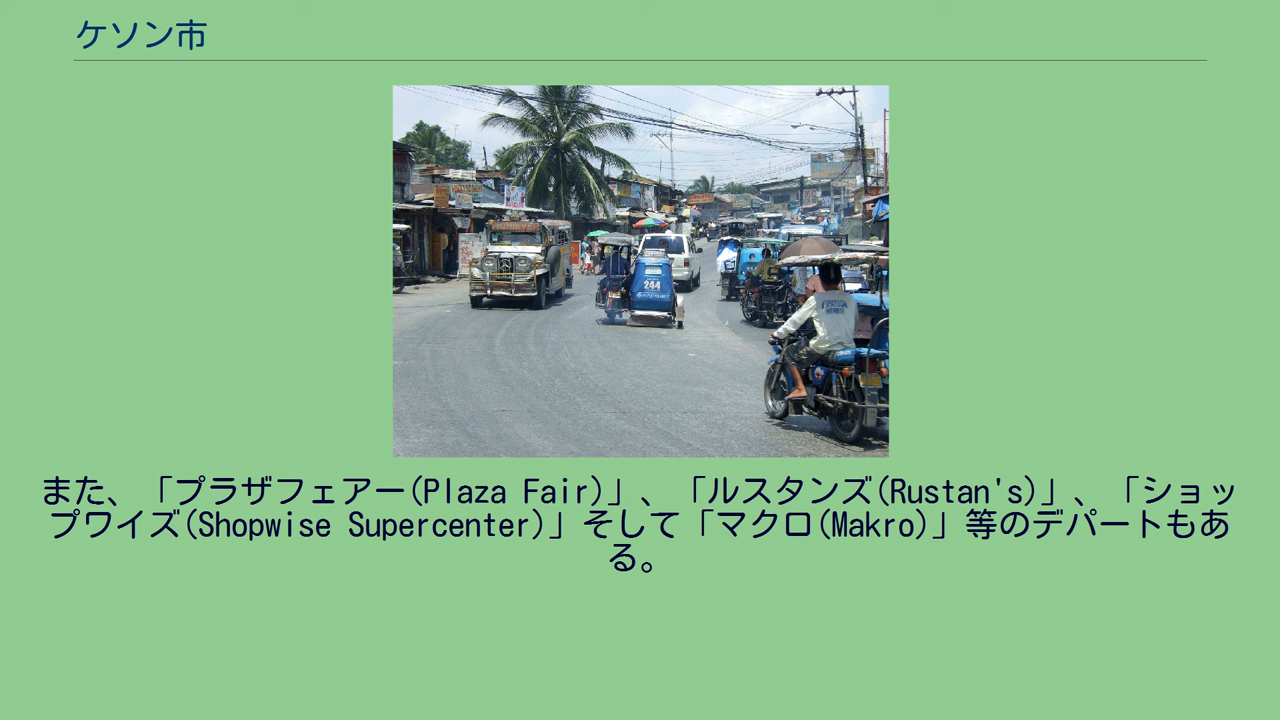 ケソン市
244
また、「プラザフェアー(Plaza Fair)」、「ルスタンズ(Rustan's)」、「ショッ
プワイズ(Shopwise Supercenter)」そして「マクロ(Makro)」等のデパートもあ
る。